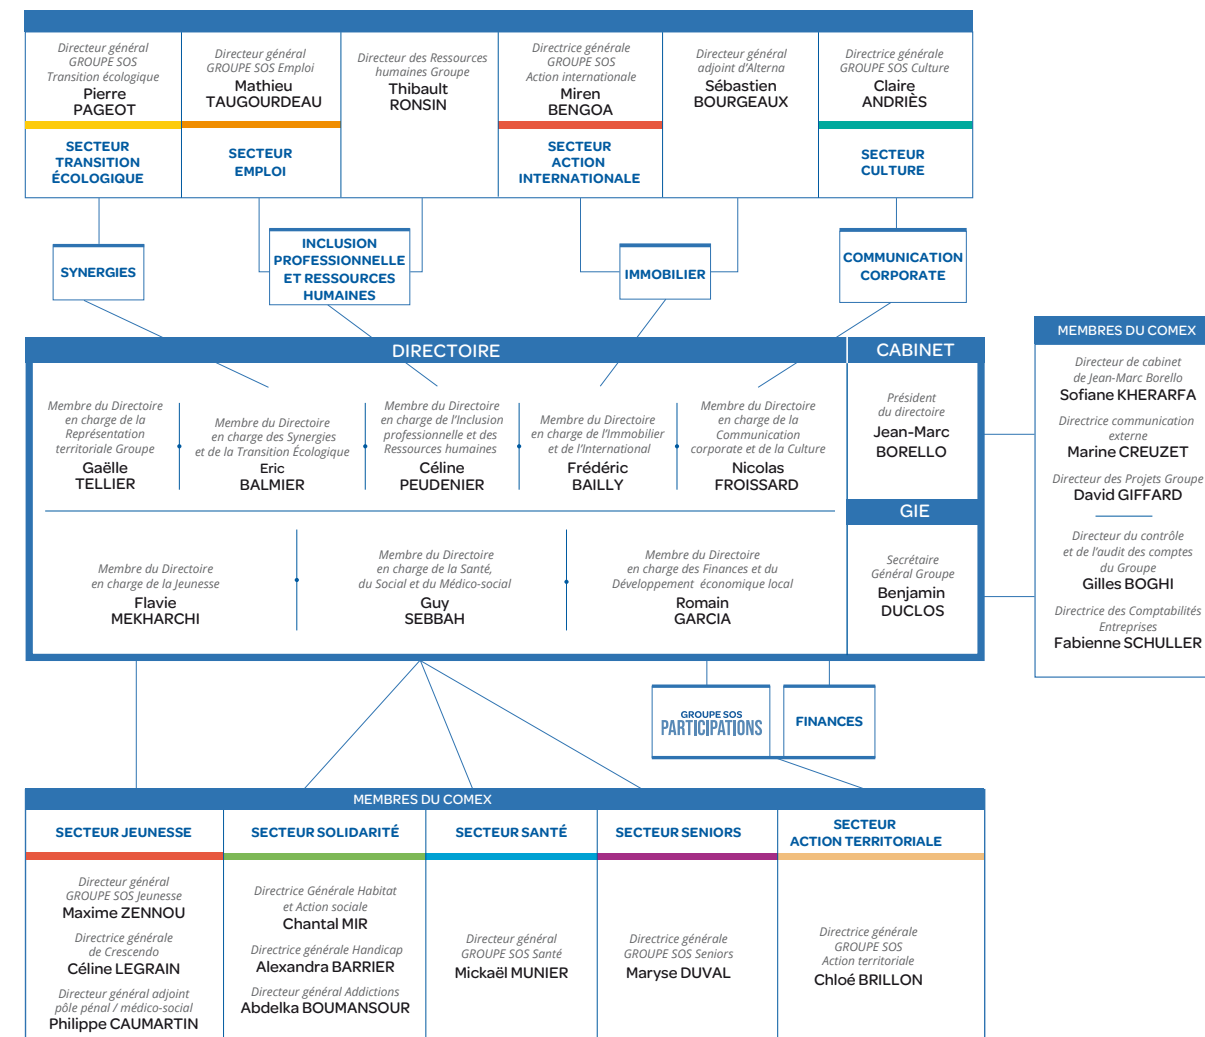 Directeur général
GROUPE SOS
Transition écologique
Pierre
PAGEOT
SECTEUR
TRANSITION
ÉCOLOGIQUE
Directeur général
GROUPE SOS Emploi
Mathieu
TAUGOURDEAU
SECTEUR
EMPLOI
Directeur des Ressources
humaines Groupe
Thibault
RONSIN
Directrice générale
GROUPE SOS
Action internationale
Miren
BENGOA
SECTEUR
ACTION
INTERNATIONALE
Directeur général
adjoint d'Alterna
Sébastien
BOURGEAUX
Directrice générale
GROUPE SOS Culture
Claire
ANDRIÈS
SECTEUR
CULTURE
SYNERGIES
INCLUSION
PROFESSIONNELLE
ET RESSOURCES
HUMAINES
IMMOBILIER
COMMUNICATION
CORPORATE
DIRECTOIRE
Membre du Directoire
en charge de la
Représentation
territoriale Groupe
Gaëlle
TELLIER
Membre du Directoire
en charge des Synergies
et de la Transition Écologique
Eric
BALMIER
Membre du Directoire
en charge de l'Inclusion
professionnelle et des
Ressources humaines
Céline
PEUDENIER
Membre du Directoire
en charge de l'Immobilier
et de l'International
Frédéric
BAILLY
Membre du Directoire
en charge de la
Communication
corporate et de la Culture
Nicolas
FROISSARD
Membre du Directoire
en charge de la Jeunesse
Flavie
MEKHARCHI
Membre du Directoire
en charge de la Santé,
du Social et du Médico-social
Guy
SEBBAH
Membre du Directoire
en charge des Finances et du
Développement économique local
Romain
GARCIA
CABINET
Président
du directoire
Jean-Marc
BORELLO
GIE
Secrétaire
Général Groupe
Benjamin
DUCLOS
MEMBRES DU COMEX
Directeur de cabinet
de Jean-Marc Borello
Sofiane KHERARFA
Directrice communication
externe
Marine CREUZET
Directeur des Projets Groupe
David GIFFARD
Directeur du contrôle
et de l'audit des comptes
du Groupe
Gilles BOGHI
Directrice des Comptabilités
Entreprises
Fabienne SCHULLER
GROUPE SOS
PARTICIPATIONS
FINANCES
MEMBRES DU COMEX
SECTEUR JEUNESSE
Directeur général
GROUPE SOS Jeunesse
Maxime ZENNOU
Directrice générale
de Crescendo
Céline LEGRAIN
Directeur général adjoint
pôle pénal / médico-social
Philippe CAUMARTIN
SECTEUR SOLIDARITÉ
Directrice Générale Habitat
et Action sociale
Chantal MIR
Directrice générale Handicap
Alexandra BARRIER
Directeur général Addictions
Abdelka BOUMANSOUR
SECTEUR SANTÉ
Directeur général
GROUPE SOS Santé
Mickaël MUNIER
SECTEUR SENIORS
Directrice générale
GROUPE SOS Seniors
Maryse DUVAL
SECTEUR
ACTION TERRITORIALE
Directrice générale
GROUPE SOS
Action territoriale
Chloé BRILLON